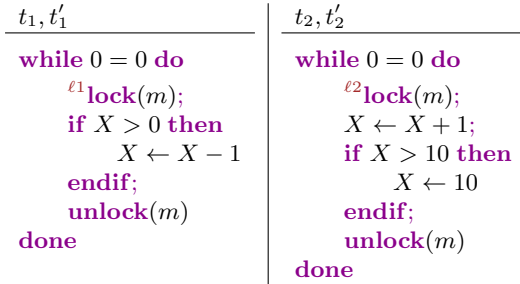 t₁, t′₁
while 0 = 0 do
ℓ1lock(m);
if X > 0 then
X ← X − 1
endif;
unlock(m)
done
t₂, t′₂
while 0 = 0 do
ℓ2lock(m);
X ← X + 1;
if X > 10 then
X ← 10
endif;
unlock(m)
done